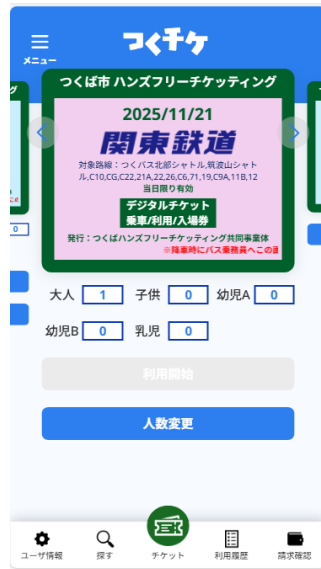 つくチケ
メニュー
つくば市 ハンズフリーチケッティング
2025/11/21
関東鉄道
対象路線：つくバス北部シャトル,筑波山シャト
ル,C10,CG,C22,21A,22,26,C6,71,19,C9A,11B,12
当日限り有効
デジタルチケット
乗車/利用/入場券
発行：つくばハンズフリーチケッティング共同事業体
※降車時にバス乗務員へこの
0
大人 1 子供 0 幼児A 0
幼児B 0 乳児 0
利用開始
人数変更
ユーザ情報 探す チケット 利用履歴 請求確認